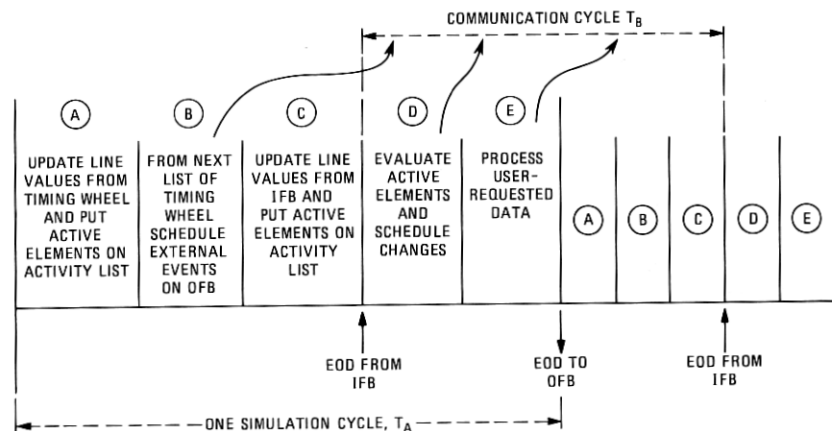 COMMUNICATION CYCLE TB
A
B
C
D
E
UPDATE LINE
VALUES FROM
TIMING WHEEL
AND PUT
ACTIVE
ELEMENTS ON
ACTIVITY LIST
FROM NEXT
LIST OF
TIMING
WHEEL
SCHEDULE
EXTERNAL
EVENTS
ON OFB
UPDATE LINE
VALUES FROM
IFB AND
PUT ACTIVE
ELEMENTS ON
ACTIVITY
LIST
EVALUATE
ACTIVE
ELEMENTS
AND
SCHEDULE
CHANGES
PROCESS
USER-
REQUESTED
DATA
A
B
C
D
E
EOD FROM
IFB
EOD TO
OFB
EOD FROM
IFB
ONE SIMULATION CYCLE, TA